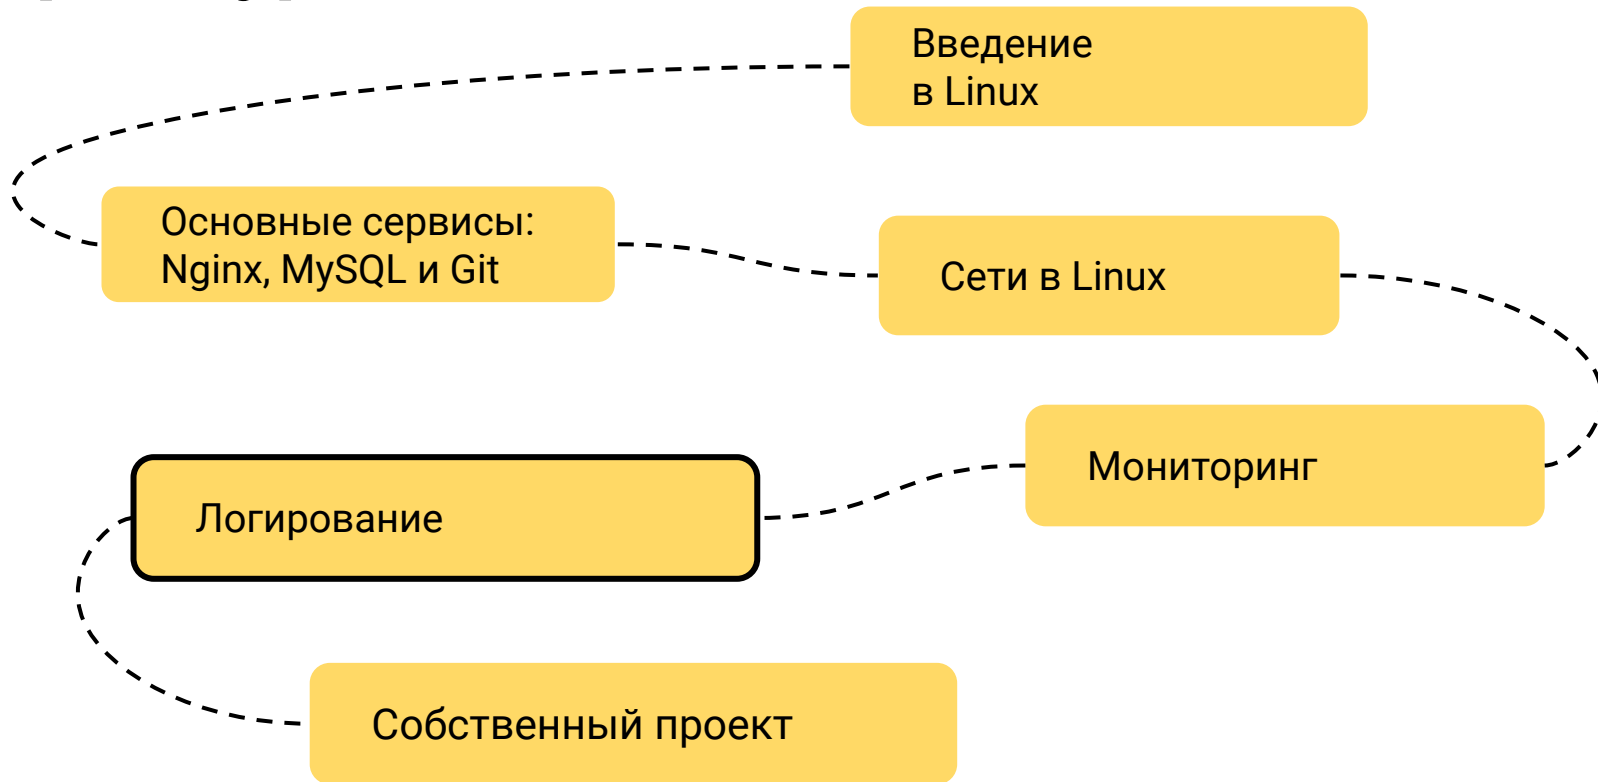 Введение
в Linux
Основные сервисы:
Nginx, MySQL и Git
Сети в Linux
Мониторинг
Логирование
Собственный проект